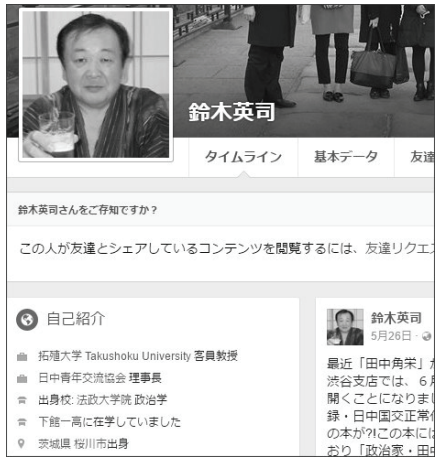 鈴木英司
タイムライン
基本データ
友達
鈴木英司さんをご存知ですか？
この人が友達とシェアしているコンテンツを閲覧するには、友達リクエス
自己紹介
拓殖大学 Takushoku University 客員教授
日中青年交流協会 理事長
出身校: 法政大学院 政治学
下館一高に在学していました
茨城県 桜川市出身
鈴木英司
5月26日 ·
最近「田中角栄」が
渋谷支店では、６月
開くことになりまし
録・日中国交正常化
の本が?!この本には
おり「政治家・田中